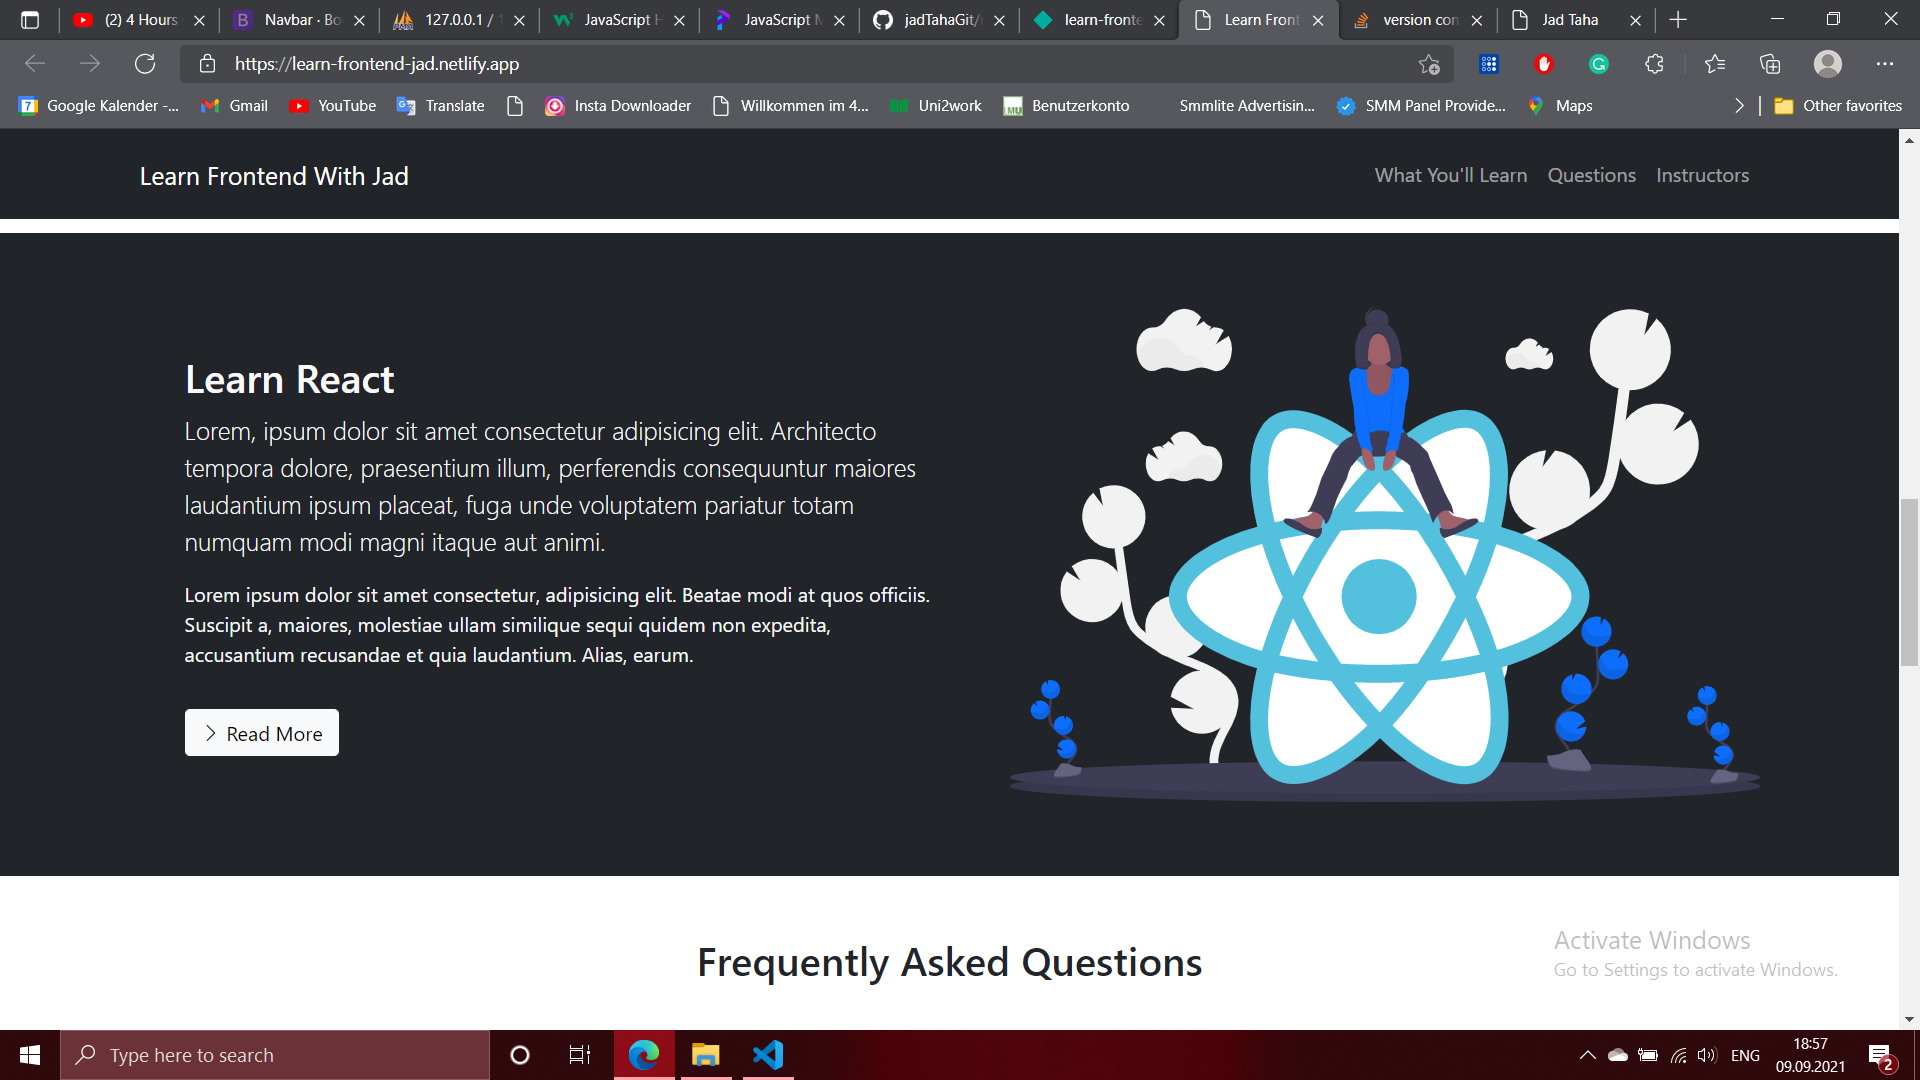 (2) 4 Hours
Navbar · Bo
127.0.0.1 / 1
JavaScript H
JavaScript M
jadTahaGit/
learn-fronte
Learn Front
version con
Jad Taha
https://learn-frontend-jad.netlify.app
Google Kalender -...
Gmail
YouTube
Translate
Insta Downloader
Willkommen im 4...
Uni2work
Benutzerkonto
Smmlite Advertisin...
SMM Panel Provide...
Maps
Other favorites
Learn Frontend With Jad
What You'll Learn
Questions
Instructors
Learn React
Lorem, ipsum dolor sit amet consectetur adipisicing elit. Architecto
tempora dolore, praesentium illum, perferendis consequuntur maiores
laudantium ipsum placeat, fuga unde voluptatem pariatur totam
numquam modi magni itaque aut animi.
Lorem ipsum dolor sit amet consectetur, adipisicing elit. Beatae modi at quos officiis.
Suscipit a, maiores, molestiae ullam similique sequi quidem non expedita,
accusantium recusandae et quia laudantium. Alias, earum.
Read More
Frequently Asked Questions
Activate Windows
Go to Settings to activate Windows.
Type here to search
ENG
18:57
09.09.2021
2